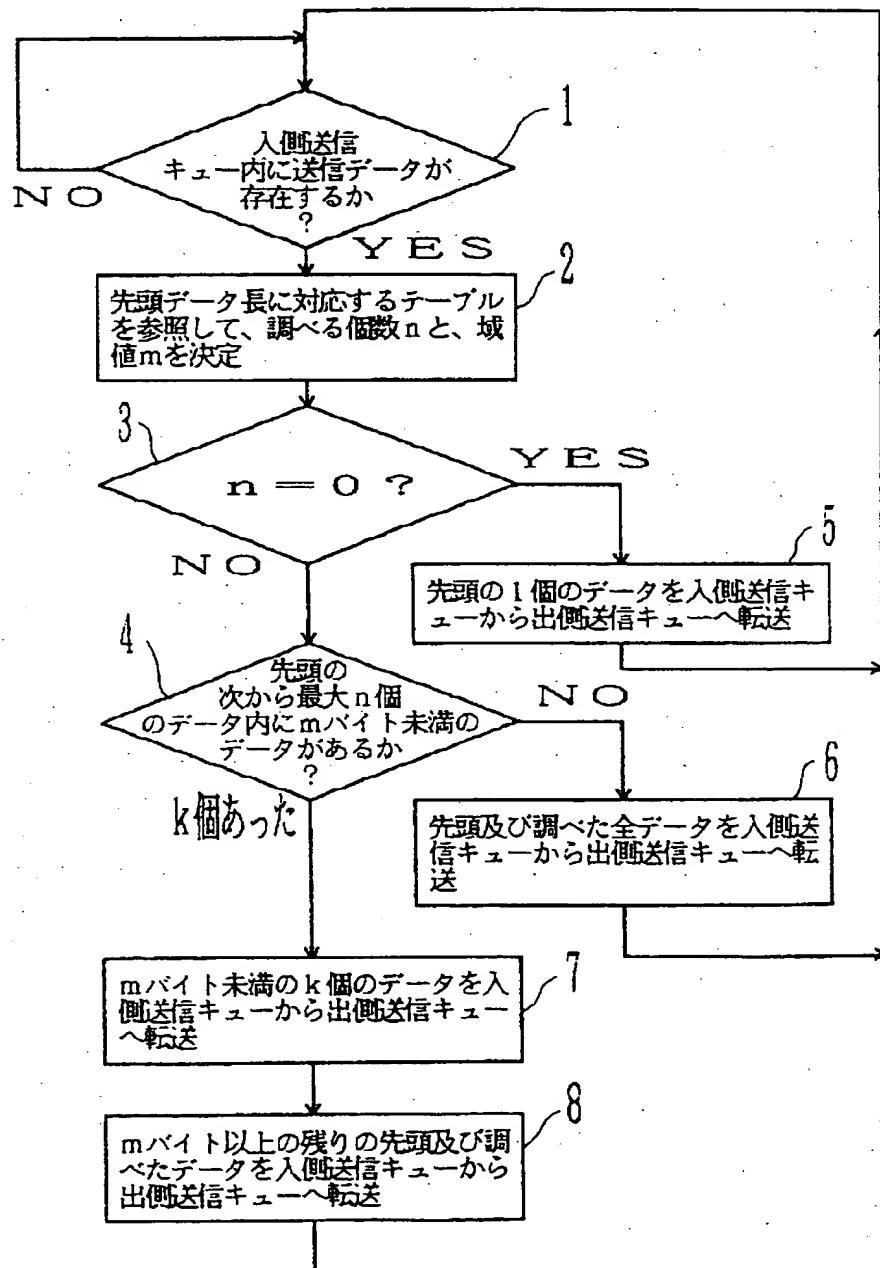 1
入側送信
キュー内に送信データが
存在するか
?
NO
YES
2
先頭データ長に対応するテーブル
を参照して、調べる個数nと、域
値mを決定
3
n=0?
YES
NO
5
先頭の1個のデータを入側送信キ
ューから出側送信キューへ転送
4
先頭の
次から最大n個
のデータ内にmバイト未満の
データがあるか
?
NO
k個あった
6
先頭及び調べた全データを入側送
信キューから出側送信キューへ転
送
mバイト未満のk個のデータを入
側送信キューから出側送信キュー
へ転送
7
8
mバイト以上の残りの先頭及び調
べたデータを入側送信キューから
出側送信キューへ転送